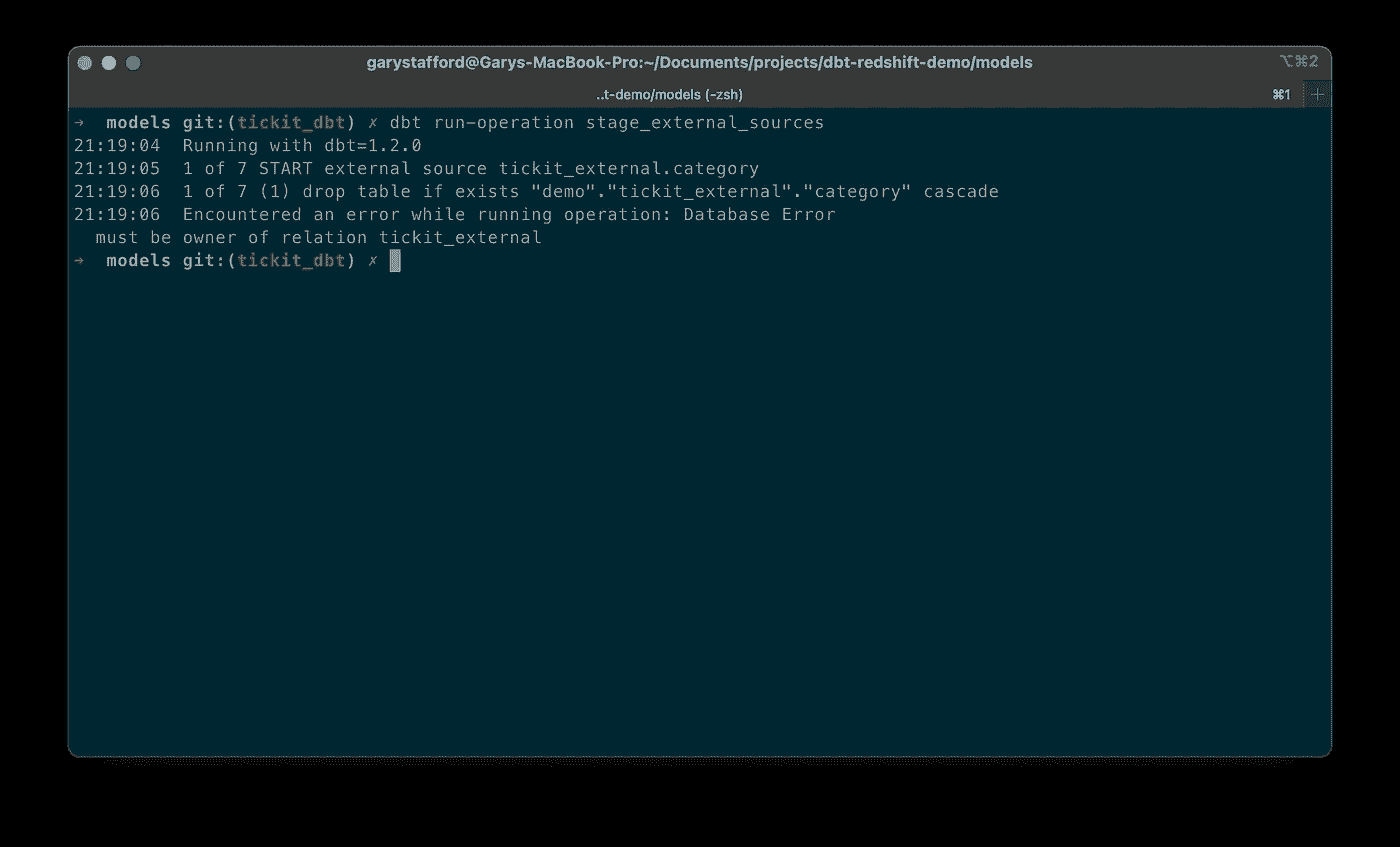 garystafford@Garys-MacBook-Pro:~/Documents/projects/dbt-redshift-demo/models ⌥⌘2
..t-demo/models (-zsh) ⌘1 +
→ models git:(tickit_dbt) ✗ dbt run-operation stage_external_sources
21:19:04 Running with dbt=1.2.0
21:19:05 1 of 7 START external source tickit_external.category
21:19:06 1 of 7 (1) drop table if exists "demo"."tickit_external"."category" cascade
21:19:06 Encountered an error while running operation: Database Error
must be owner of relation tickit_external
→ models git:(tickit_dbt) ✗